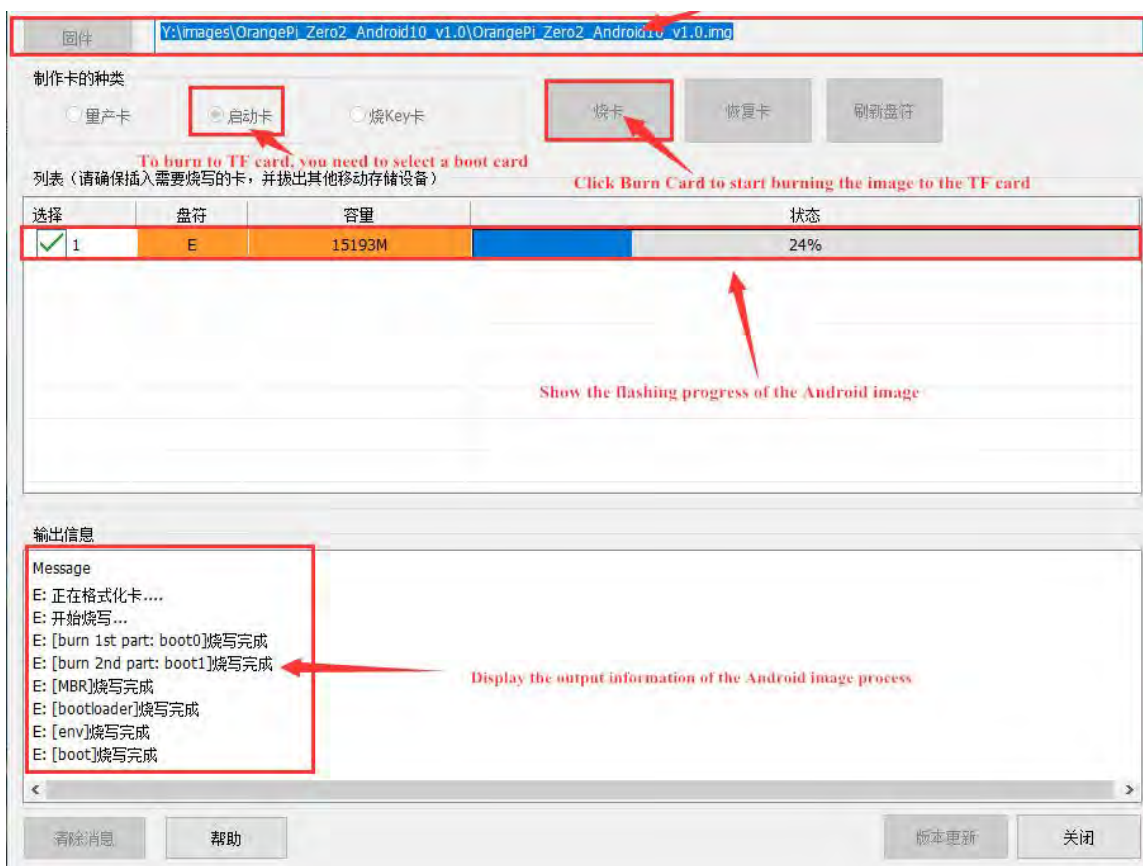 固件
Y:\images\OrangePi_Zero2_Android10_v1.0\OrangePi_Zero2_Android10_v1.0.img
制作卡的种类
量产卡 启动卡 烧Key卡 烧卡 恢复卡 刷新盘符
To burn to TF card, you need to select a boot card
列表（请确保插入需要烧写的卡，并拔出其他移动存储设备）
Click Burn Card to start burning the image to the TF card
选择 盘符 容量 状态
1 E 15193M 24%
Show the flashing progress of the Android image
输出信息
Message
E: 正在格式化卡....
E: 开始烧写...
E: [burn 1st part: boot0]烧写完成
E: [burn 2nd part: boot1]烧写完成
Display the output information of the Android image process
E: [MBR]烧写完成
E: [bootloader]烧写完成
E: [env]烧写完成
E: [boot]烧写完成
清除消息 帮助 版本更新 关闭